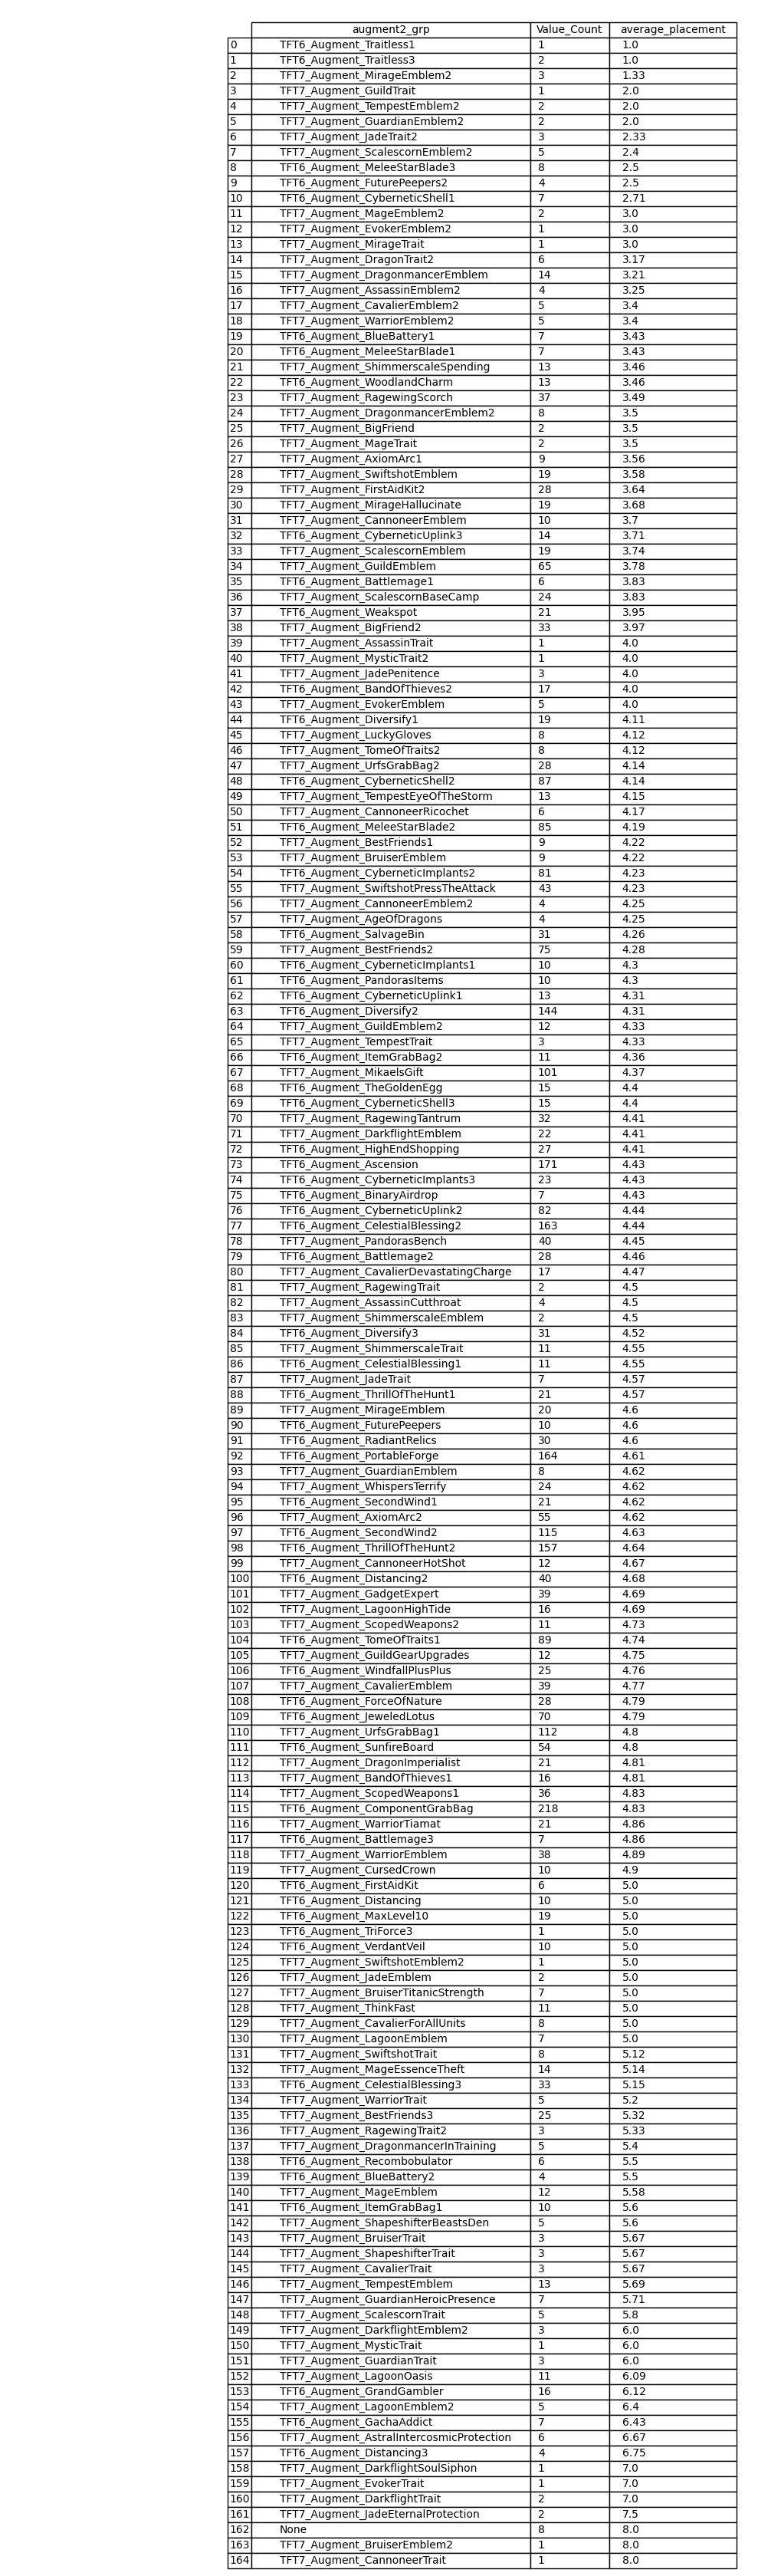 augment2_grp Value_Count average_placement
0 TFT6_Augment_Traitless1 1 1.0
1 TFT6_Augment_Traitless3 2 1.0
2 TFT7_Augment_MirageEmblem2 3 1.33
3 TFT7_Augment_GuildTrait 1 2.0
4 TFT7_Augment_TempestEmblem2 2 2.0
5 TFT7_Augment_GuardianEmblem2 2 2.0
6 TFT7_Augment_JadeTrait2 3 2.33
7 TFT7_Augment_ScalescornEmblem2 5 2.4
8 TFT6_Augment_MeleeStarBlade3 8 2.5
9 TFT6_Augment_FuturePeepers2 4 2.5
10 TFT6_Augment_CyberneticShell1 7 2.71
11 TFT7_Augment_MageEmblem2 2 3.0
12 TFT7_Augment_EvokerEmblem2 1 3.0
13 TFT7_Augment_MirageTrait 1 3.0
14 TFT7_Augment_DragonTrait2 6 3.17
15 TFT7_Augment_DragonmancerEmblem 14 3.21
16 TFT7_Augment_AssassinEmblem2 4 3.25
17 TFT7_Augment_CavalierEmblem2 5 3.4
18 TFT7_Augment_WarriorEmblem2 5 3.4
19 TFT6_Augment_BlueBattery1 7 3.43
20 TFT6_Augment_MeleeStarBlade1 7 3.43
21 TFT7_Augment_ShimmerscaleSpending 13 3.46
22 TFT6_Augment_WoodlandCharm 13 3.46
23 TFT7_Augment_RagewingScorch 37 3.49
24 TFT7_Augment_DragonmancerEmblem2 8 3.5
25 TFT7_Augment_BigFriend 2 3.5
26 TFT7_Augment_MageTrait 2 3.5
27 TFT7_Augment_AxiomArc1 9 3.56
28 TFT7_Augment_SwiftshotEmblem 19 3.58
29 TFT7_Augment_FirstAidKit2 28 3.64
30 TFT7_Augment_MirageHallucinate 19 3.68
31 TFT7_Augment_CannoneerEmblem 10 3.7
32 TFT6_Augment_CyberneticUplink3 14 3.71
33 TFT7_Augment_ScalescornEmblem 19 3.74
34 TFT7_Augment_GuildEmblem 65 3.78
35 TFT6_Augment_Battlemage1 6 3.83
36 TFT7_Augment_ScalescornBaseCamp 24 3.83
37 TFT6_Augment_Weakspot 21 3.95
38 TFT7_Augment_BigFriend2 33 3.97
39 TFT7_Augment_AssassinTrait 1 4.0
40 TFT7_Augment_MysticTrait2 1 4.0
41 TFT7_Augment_JadePenitence 3 4.0
42 TFT6_Augment_BandOfThieves2 17 4.0
43 TFT7_Augment_EvokerEmblem 5 4.0
44 TFT6_Augment_Diversify1 19 4.11
45 TFT7_Augment_LuckyGloves 8 4.12
46 TFT7_Augment_TomeOfTraits2 8 4.12
47 TFT7_Augment_UrfsGrabBag2 28 4.14
48 TFT6_Augment_CyberneticShell2 87 4.14
49 TFT7_Augment_TempestEyeOfTheStorm 13 4.15
50 TFT7_Augment_CannoneerRicochet 6 4.17
51 TFT6_Augment_MeleeStarBlade2 85 4.19
52 TFT7_Augment_BestFriends1 9 4.22
53 TFT7_Augment_BruiserEmblem 9 4.22
54 TFT6_Augment_CyberneticImplants2 81 4.23
55 TFT7_Augment_SwiftshotPressTheAttack 43 4.23
56 TFT7_Augment_CannoneerEmblem2 4 4.25
57 TFT7_Augment_AgeOfDragons 4 4.25
58 TFT6_Augment_SalvageBin 31 4.26
59 TFT7_Augment_BestFriends2 75 4.28
60 TFT6_Augment_CyberneticImplants1 10 4.3
61 TFT6_Augment_PandorasItems 10 4.3
62 TFT6_Augment_CyberneticUplink1 13 4.31
63 TFT6_Augment_Diversify2 144 4.31
64 TFT7_Augment_GuildEmblem2 12 4.33
65 TFT7_Augment_TempestTrait 3 4.33
66 TFT6_Augment_ItemGrabBag2 11 4.36
67 TFT7_Augment_MikaelsGift 101 4.37
68 TFT6_Augment_TheGoldenEgg 15 4.4
69 TFT6_Augment_CyberneticShell3 15 4.4
70 TFT7_Augment_RagewingTantrum 32 4.41
71 TFT7_Augment_DarkflightEmblem 22 4.41
72 TFT6_Augment_HighEndShopping 27 4.41
73 TFT6_Augment_Ascension 171 4.43
74 TFT6_Augment_CyberneticImplants3 23 4.43
75 TFT6_Augment_BinaryAirdrop 7 4.43
76 TFT6_Augment_CyberneticUplink2 82 4.44
77 TFT6_Augment_CelestialBlessing2 163 4.44
78 TFT7_Augment_PandorasBench 40 4.45
79 TFT6_Augment_Battlemage2 28 4.46
80 TFT7_Augment_CavalierDevastatingCharge 17 4.47
81 TFT7_Augment_RagewingTrait 2 4.5
82 TFT7_Augment_AssassinCutthroat 4 4.5
83 TFT7_Augment_ShimmerscaleEmblem 2 4.5
84 TFT6_Augment_Diversify3 31 4.52
85 TFT7_Augment_ShimmerscaleTrait 11 4.55
86 TFT6_Augment_CelestialBlessing1 11 4.55
87 TFT7_Augment_JadeTrait 7 4.57
88 TFT6_Augment_ThrillOfTheHunt1 21 4.57
89 TFT7_Augment_MirageEmblem 20 4.6
90 TFT6_Augment_FuturePeepers 10 4.6
91 TFT6_Augment_RadiantRelics 30 4.6
92 TFT6_Augment_PortableForge 164 4.61
93 TFT7_Augment_GuardianEmblem 8 4.62
94 TFT7_Augment_WhispersTerrify 24 4.62
95 TFT6_Augment_SecondWind1 21 4.62
96 TFT7_Augment_AxiomArc2 55 4.62
97 TFT6_Augment_SecondWind2 115 4.63
98 TFT6_Augment_ThrillOfTheHunt2 157 4.64
99 TFT7_Augment_CannoneerHotShot 12 4.67
100 TFT6_Augment_Distancing2 40 4.68
101 TFT7_Augment_GadgetExpert 39 4.69
102 TFT7_Augment_LagoonHighTide 16 4.69
103 TFT7_Augment_ScopedWeapons2 11 4.73
104 TFT6_Augment_TomeOfTraits1 89 4.74
105 TFT7_Augment_GuildGearUpgrades 12 4.75
106 TFT6_Augment_WindfallPlusPlus 25 4.76
107 TFT7_Augment_CavalierEmblem 39 4.77
108 TFT6_Augment_ForceOfNature 28 4.79
109 TFT6_Augment_JeweledLotus 70 4.79
110 TFT7_Augment_UrfsGrabBag1 112 4.8
111 TFT6_Augment_SunfireBoard 54 4.8
112 TFT7_Augment_DragonImperialist 21 4.81
113 TFT7_Augment_BandOfThieves1 16 4.81
114 TFT7_Augment_ScopedWeapons1 36 4.83
115 TFT6_Augment_ComponentGrabBag 218 4.83
116 TFT7_Augment_WarriorTiamat 21 4.86
117 TFT6_Augment_Battlemage3 7 4.86
118 TFT7_Augment_WarriorEmblem 38 4.89
119 TFT7_Augment_CursedCrown 10 4.9
120 TFT6_Augment_FirstAidKit 6 5.0
121 TFT6_Augment_Distancing 10 5.0
122 TFT6_Augment_MaxLevel10 19 5.0
123 TFT6_Augment_TriForce3 1 5.0
124 TFT6_Augment_VerdantVeil 10 5.0
125 TFT7_Augment_SwiftshotEmblem2 1 5.0
126 TFT7_Augment_JadeEmblem 2 5.0
127 TFT7_Augment_BruiserTitanicStrength 7 5.0
128 TFT7_Augment_ThinkFast 11 5.0
129 TFT7_Augment_CavalierForAllUnits 8 5.0
130 TFT7_Augment_LagoonEmblem 7 5.0
131 TFT7_Augment_SwiftshotTrait 8 5.12
132 TFT7_Augment_MageEssenceTheft 14 5.14
133 TFT6_Augment_CelestialBlessing3 33 5.15
134 TFT7_Augment_WarriorTrait 5 5.2
135 TFT7_Augment_BestFriends3 25 5.32
136 TFT7_Augment_RagewingTrait2 3 5.33
137 TFT7_Augment_DragonmancerInTraining 5 5.4
138 TFT6_Augment_Recombobulator 6 5.5
139 TFT6_Augment_BlueBattery2 4 5.5
140 TFT7_Augment_MageEmblem 12 5.58
141 TFT6_Augment_ItemGrabBag1 10 5.6
142 TFT7_Augment_ShapeshifterBeastsDen 5 5.6
143 TFT7_Augment_BruiserTrait 3 5.67
144 TFT7_Augment_ShapeshifterTrait 3 5.67
145 TFT7_Augment_CavalierTrait 3 5.67
146 TFT7_Augment_TempestEmblem 13 5.69
147 TFT7_Augment_GuardianHeroicPresence 7 5.71
148 TFT7_Augment_ScalescornTrait 5 5.8
149 TFT7_Augment_DarkflightEmblem2 3 6.0
150 TFT7_Augment_MysticTrait 1 6.0
151 TFT7_Augment_GuardianTrait 3 6.0
152 TFT7_Augment_LagoonOasis 11 6.09
153 TFT6_Augment_GrandGambler 16 6.12
154 TFT7_Augment_LagoonEmblem2 5 6.4
155 TFT6_Augment_GachaAddict 7 6.43
156 TFT7_Augment_AstralIntercosmicProtection 6 6.67
157 TFT6_Augment_Distancing3 4 6.75
158 TFT7_Augment_DarkflightSoulSiphon 1 7.0
159 TFT7_Augment_EvokerTrait 1 7.0
160 TFT7_Augment_DarkflightTrait 2 7.0
161 TFT7_Augment_JadeEternalProtection 2 7.5
162 None 8 8.0
163 TFT7_Augment_BruiserEmblem2 1 8.0
164 TFT7_Augment_CannoneerTrait 1 8.0